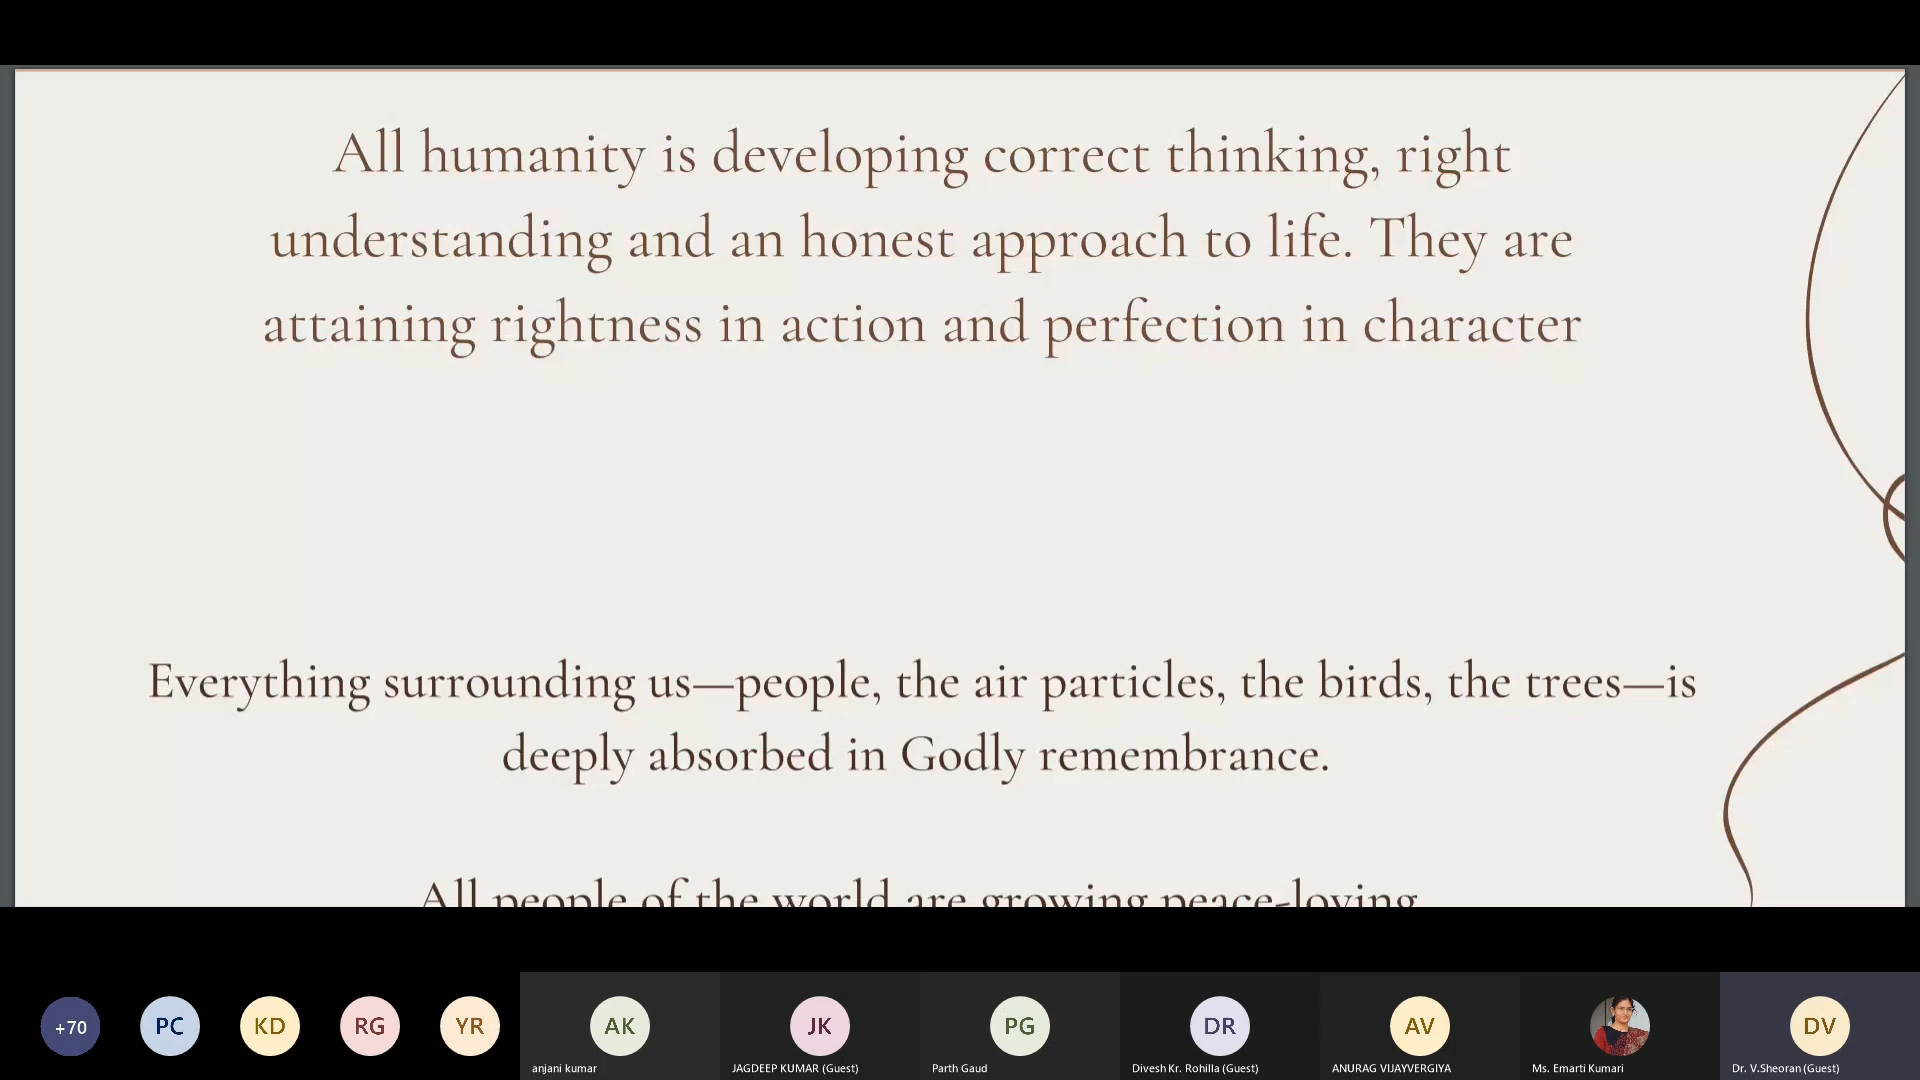 All humanity is developing correct thinking, right
understanding and an honest approach to life. They are
attaining rightness in action and perfection in character
Everything surrounding us—people, the air particles, the birds, the trees—is
deeply absorbed in Godly remembrance.
All people of the world are growing peace-loving
+70
PC
KD
RG
YR
AK
JK
PG
DR
AV
DV
anjani kumar
JAGDEEP KUMAR (Guest)
Parth Gaud
Divesh Kr. Rohilla (Guest)
ANURAG VIJAYVERGIYA
Ms. Emarti Kumari
Dr. V.Sheoran (Guest)